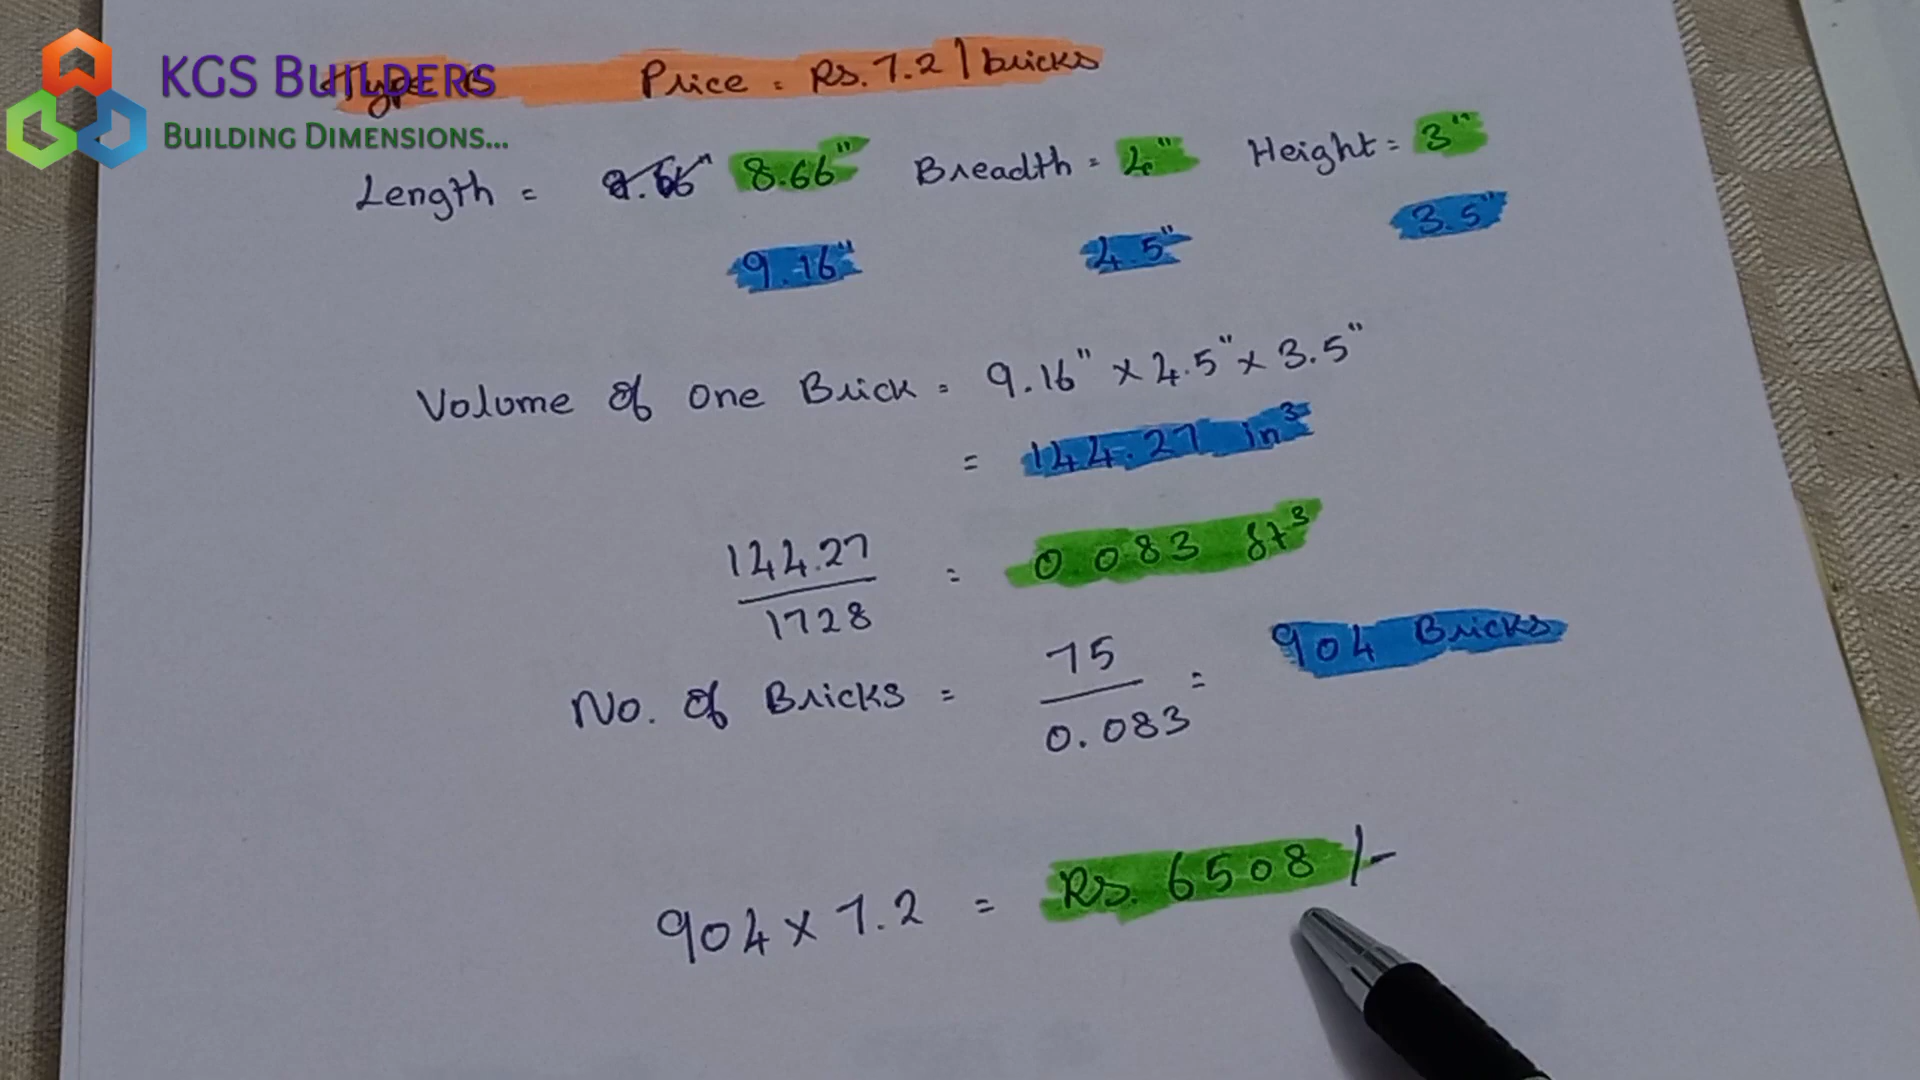 KGS BUILDERS
BUILDING DIMENSIONS...
Type Price = Rs. 7.2 / bricks
Length = 8.66" Breadth = 4" Height = 3"
9.16" 4.5" 3.5"
Volume of one Brick = 9.16" x 4.5" x 3.5"
= 144.27 in³
144.27
1728
= 0.083 ft³
No. of Bricks =
75
0.083
= 904 Bricks
904 x 7.2 = Rs. 6508/-